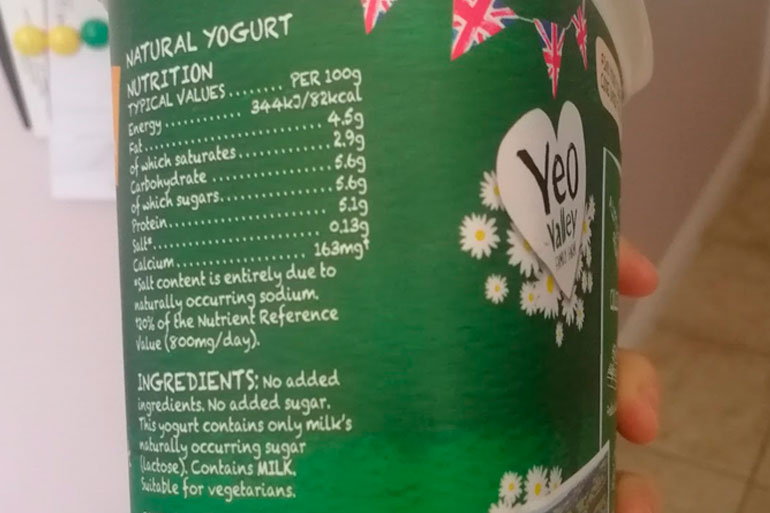 NATURAL YOGURT
NUTRITION
TYPICAL VALUES ....... PER 100g
Energy ........... 344kJ/82kcal
Fat .......................... 4.5g
of which saturates ............ 2.9g
Carbohydrate ................. 5.6g
of which sugars............... 5.6g
Protein........................ 5.1g
Salt*......................... 0.13g
Calcium .................. 163mg†
*Salt content is entirely due to
naturally occurring sodium.
†20% of the Nutrient Reference
Value (800mg/day).
INGREDIENTS: No added
ingredients. No added sugar.
This yogurt contains only milk's
naturally occurring sugar
(lactose). Contains MILK.
Suitable for vegetarians.
Yeo
Valley
FAMILY FARM